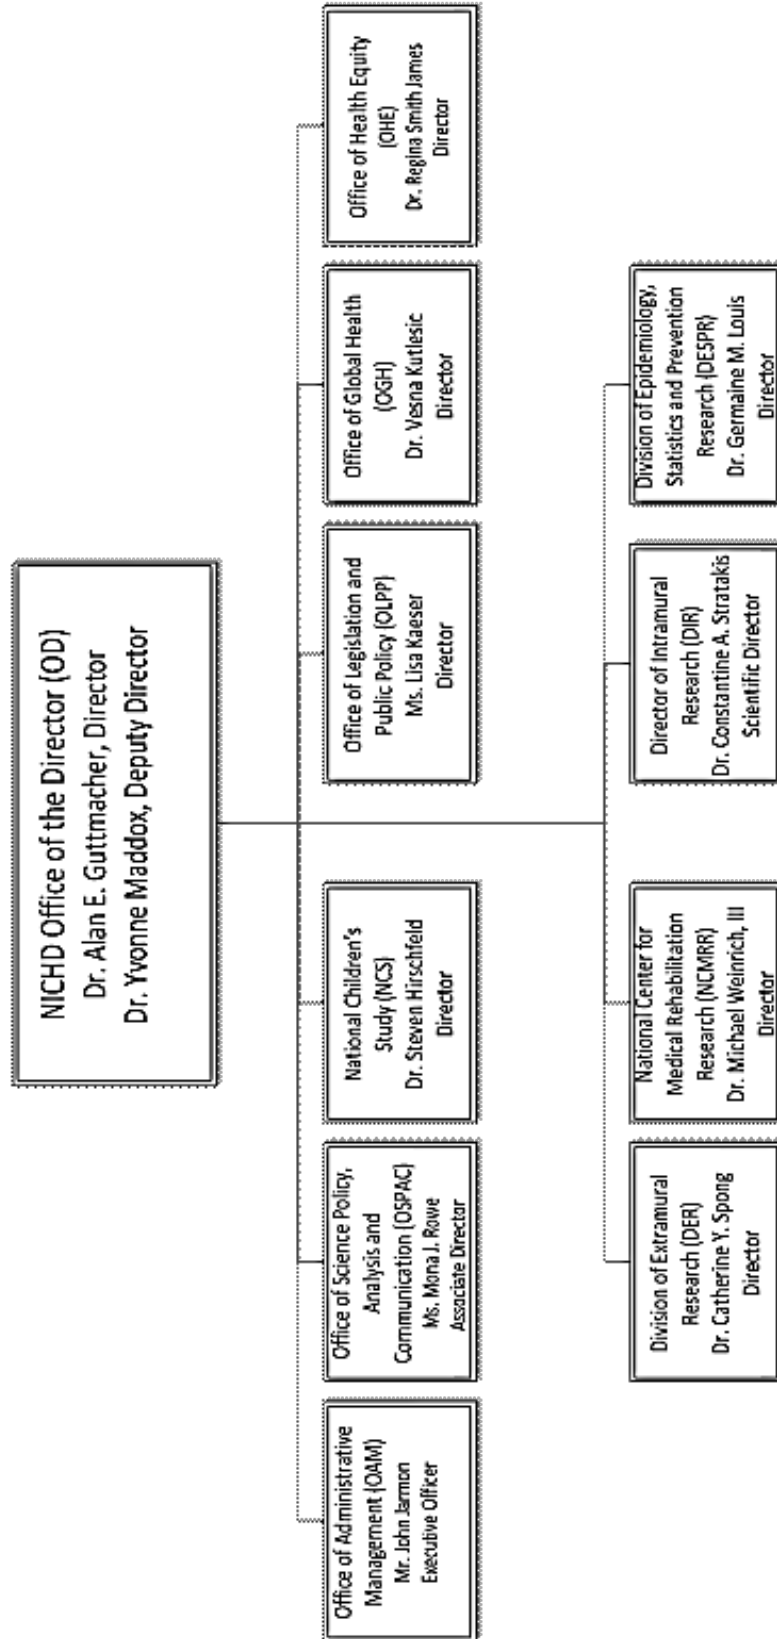 NICHD Office of the Director (OD)
Dr. Alan E. Guttmacher, Director
Dr. Yvonne Maddox, Deputy Director
Office of Administrative
Management (OAM)
Mr. John Jarmon
Executive Officer
Office of Science Policy,
Analysis and
Communication (OSPAC)
Ms. Mona J. Rowe
Associate Director
National Children's
Study (NCS)
Dr. Steven Hirschfeld
Director
Office of Legislation and
Public Policy (OLPP)
Ms. Lisa Kaeser
Director
Office of Global Health
(OGH)
Dr. Vesna Kutlesic
Director
Office of Health Equity
(OHE)
Dr. Regina Smith James
Director
Division of Extramural
Research (DER)
Dr. Catherine Y. Spong
Director
National Center for
Medical Rehabilitation
Research (NCMRR)
Dr. Michael Weinrich, III
Director
Director of Intramural
Research (DIR)
Dr. Constantine A. Stratakis
Scientific Director
Division of Epidemiology,
Statistics and Prevention
Research (DESPR)
Dr. Germaine M. Louis
Director